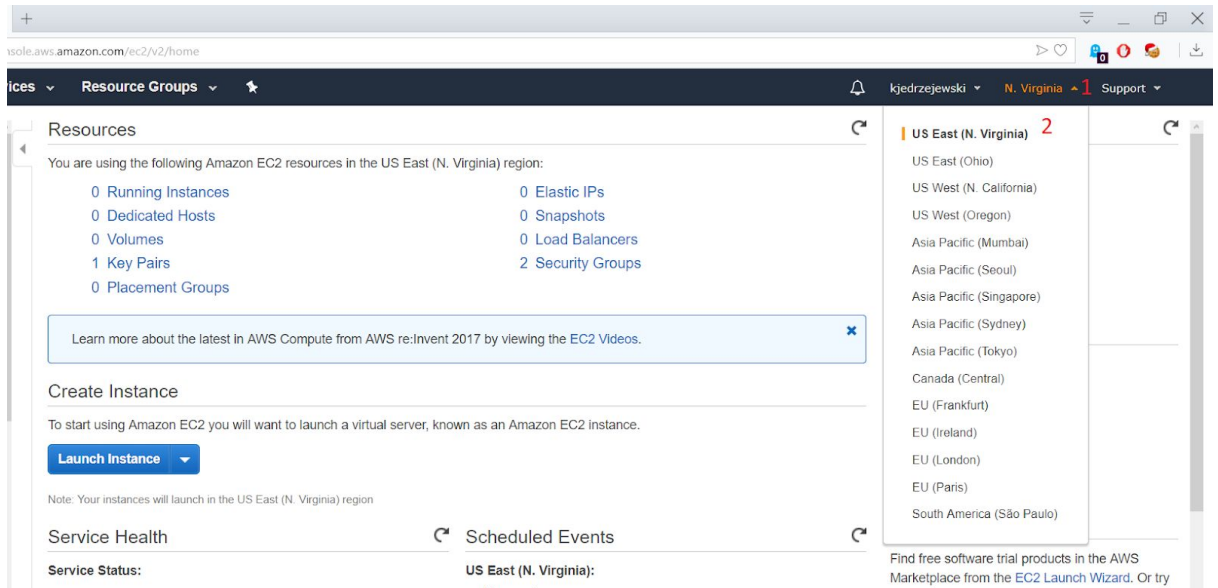 nsole.aws.amazon.com/ec2/v2/home
0
Resource Groups
kjedrzejewski
N. Virginia
1
Support
Resources
You are using the following Amazon EC2 resources in the US East (N. Virginia) region:
0 Running Instances
0 Elastic IPs
0 Dedicated Hosts
0 Snapshots
0 Volumes
0 Load Balancers
1 Key Pairs
2 Security Groups
0 Placement Groups
Learn more about the latest in AWS Compute from AWS re:Invent 2017 by viewing the EC2 Videos.
Create Instance
To start using Amazon EC2 you will want to launch a virtual server, known as an Amazon EC2 instance.
Launch Instance
Note: Your instances will launch in the US East (N. Virginia) region
Service Health
Service Status:
Scheduled Events
US East (N. Virginia):
US East (N. Virginia) 2
US East (Ohio)
US West (N. California)
US West (Oregon)
Asia Pacific (Mumbai)
Asia Pacific (Seoul)
Asia Pacific (Singapore)
Asia Pacific (Sydney)
Asia Pacific (Tokyo)
Canada (Central)
EU (Frankfurt)
EU (Ireland)
EU (London)
EU (Paris)
South America (São Paulo)
Find free software trial products in the AWS
Marketplace from the EC2 Launch Wizard. Or try